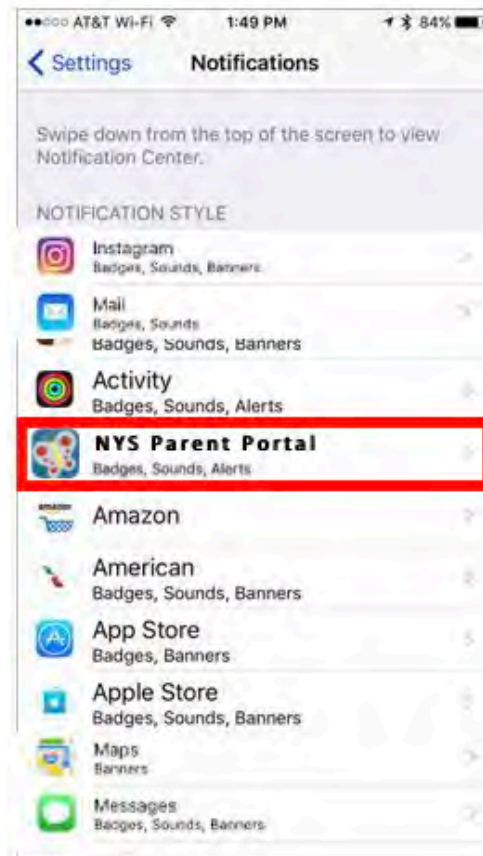 AT&T Wi-Fi 1:49 PM 84%
Settings Notifications
Swipe down from the top of the screen to view
Notification Center.
NOTIFICATION STYLE
Instagram
Badges, Sounds, Banners
Mail
Badges, Sounds
Badges, Sounds, Banners
Activity
Badges, Sounds, Alerts
NYS Parent Portal
Badges, Sounds, Alerts
amazon
Amazon
American
Badges, Sounds, Banners
App Store
Badges, Banners
Apple Store
Badges, Sounds, Banners
Maps
Banners
Messages
Badges, Sounds, Banners